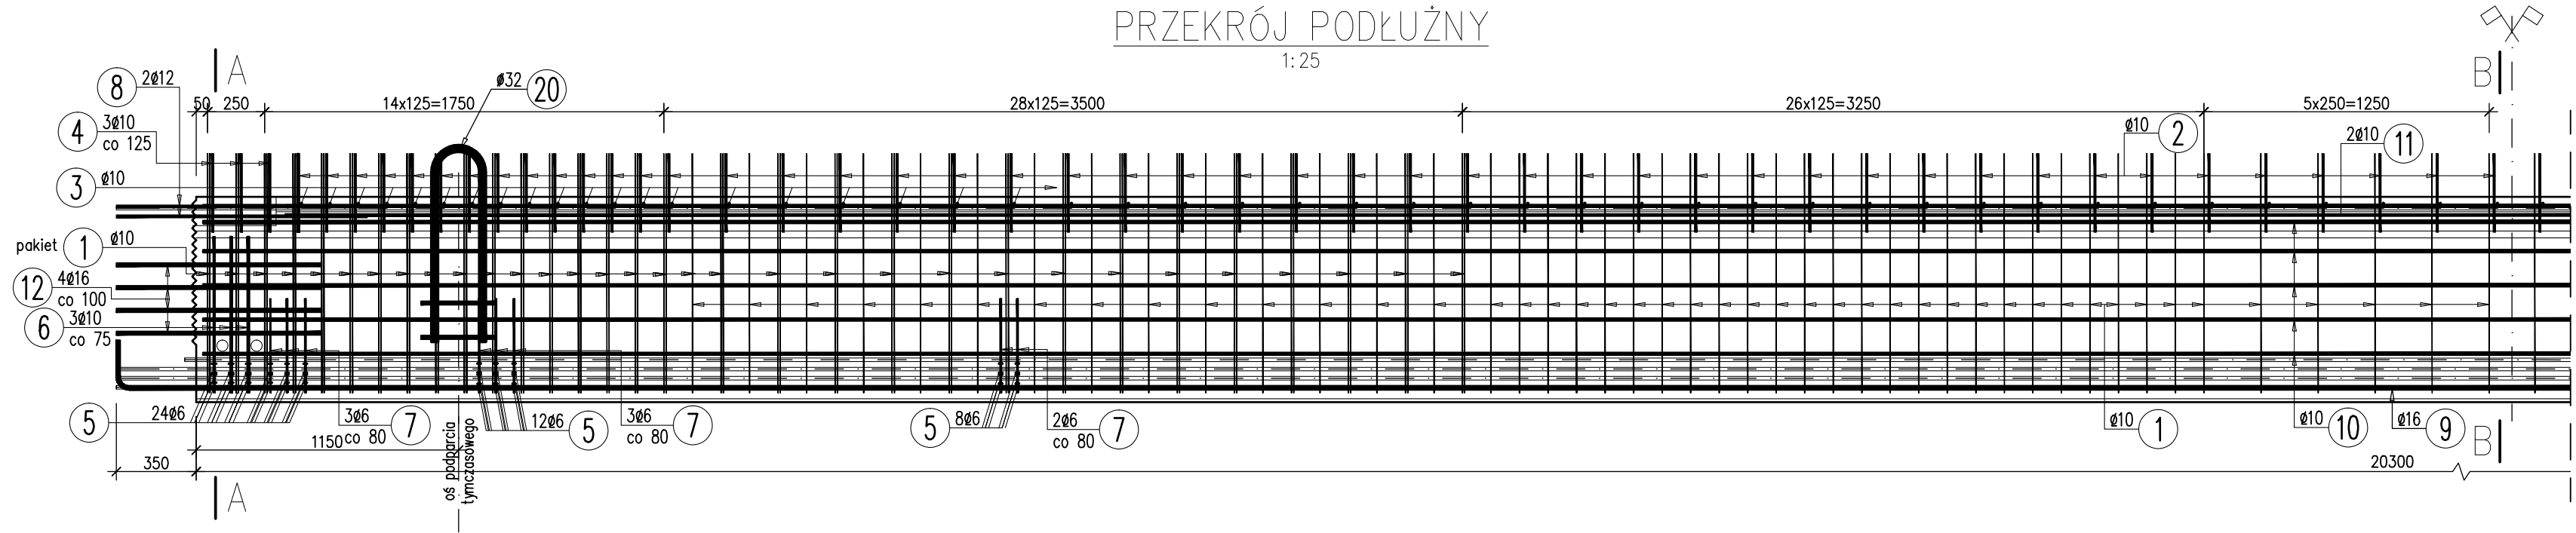 PRZEKRÓJ PODŁUŻNY
1:25
A
B
8 2ø12
ø32 20
50 250 14x125=1750 28x125=3500 26x125=3250 5x250=1250
4 3ø10
co 125
ø10 2
2ø10 11
3 ø10
pakiet 1 ø10
12 4ø16
co 100
6 3ø10
co 75
5 24ø6
3ø6 7
co 80
12ø6 5
3ø6 7
co 80
5 8ø6
2ø6 7
co 80
ø10 1
ø10 10
ø16 9
1150
oś podparcia
tymczasowego
350
20300
A
B